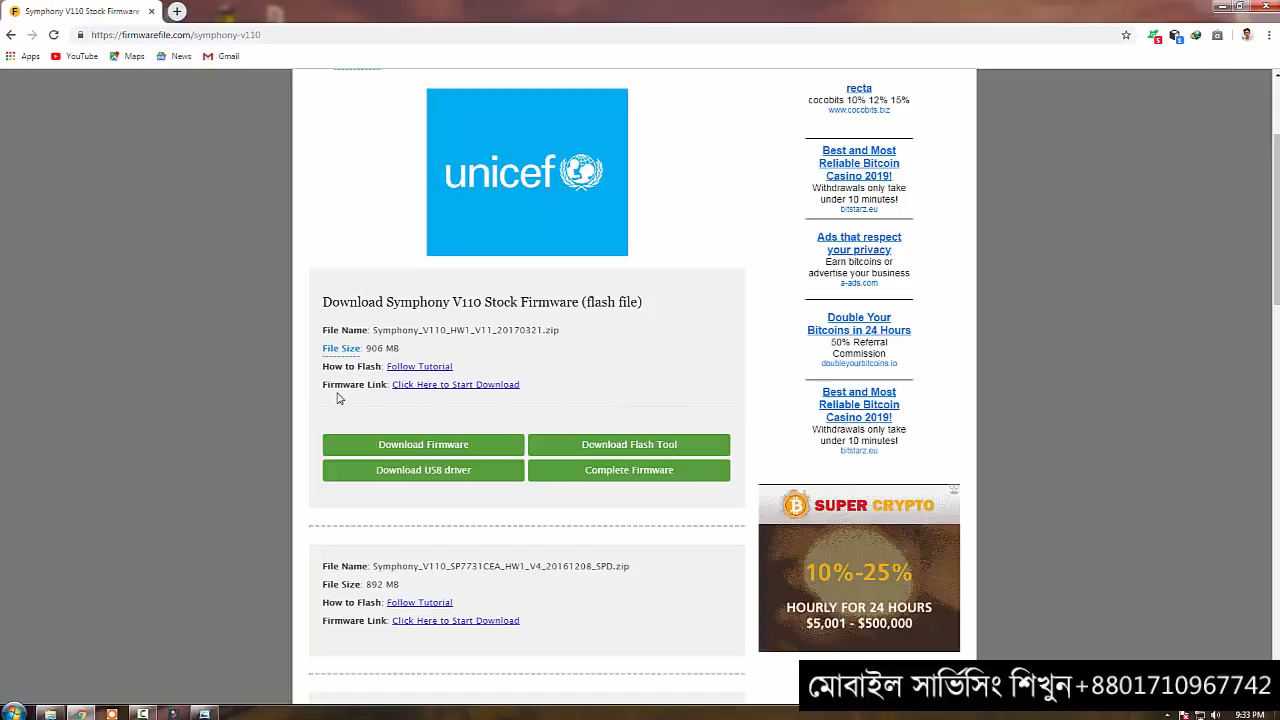 Symphony V110 Stock Firmware
https://firmwarefile.com/symphony-v110
Apps
YouTube
Maps
News
Gmail
unicef
Download Symphony V110 Stock Firmware (flash file)
File Name: Symphony_V110_HW1_V11_20170321.zip
File Size: 906 MB
How to Flash: Follow Tutorial
Firmware Link: Click Here to Start Download
Download Firmware
Download Flash Tool
Download USB driver
Complete Firmware
File Name: Symphony_V110_SP7731CEA_HW1_V4_20161208_SPD.zip
File Size: 892 MB
How to Flash: Follow Tutorial
Firmware Link: Click Here to Start Download
recta
cocobits 10% 12% 15%
www.cocobits.biz
Best and Most
Reliable Bitcoin
Casino 2019!
Withdrawals only take
under 10 minutes!
bitstarz.eu
Ads that respect
your privacy
Earn bitcoins or
advertise your business
a-ads.com
Double Your
Bitcoins in 24 Hours
50% Referral
Commission
doubleyourbitcoins.io
Best and Most
Reliable Bitcoin
Casino 2019!
Withdrawals only take
under 10 minutes!
bitstarz.eu
SUPER CRYPTO
10%-25%
HOURLY FOR 24 HOURS
$5,001 - $500,000
মোবাইল সার্ভিসিং শিখুন+8801710967742
9:33 PM